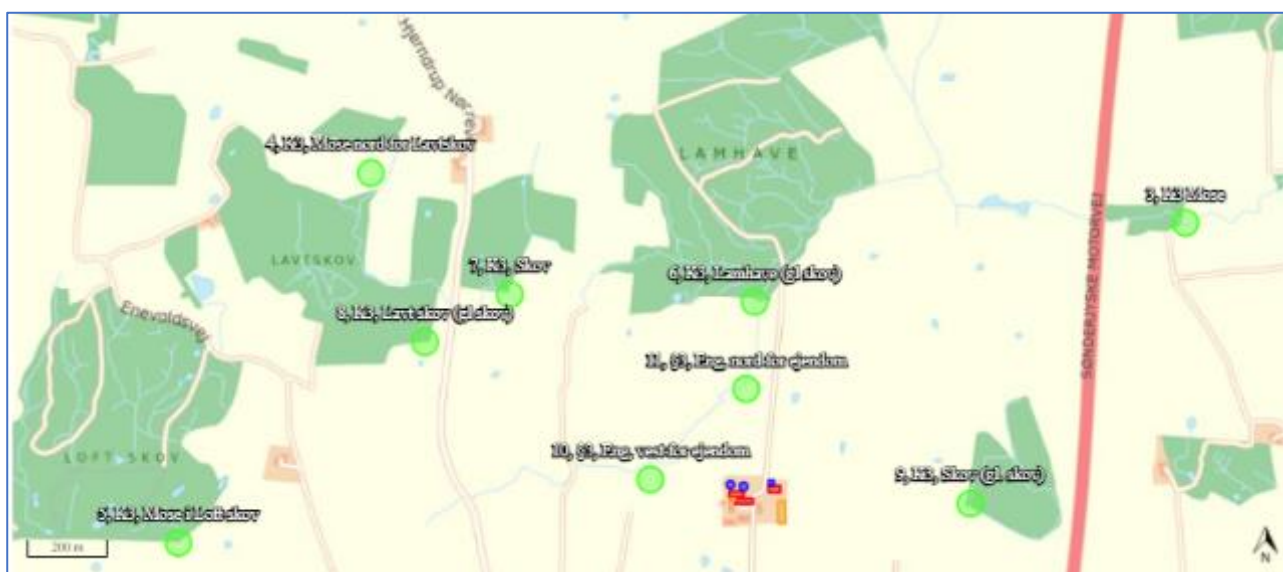 Hjerndrup Nørrevej
4, K3, Mose nord for Lavtskov
LAMHAVE
3, K3 Mose
SØNDERJYSKE MOTORVEJ
LAVTSKOV
7, K3, Skov
6, K3, Lamhave (gl skov)
Enevoldsvej
8, K3, Lavt skov (gl skov)
11, §3, Eng, nord for ejendom
LOFT SKOV
10, §3, Eng, vest for ejendom
9, K3, Skov (gl. skov)
5, K3, Mose i Loft skov
200 m
N